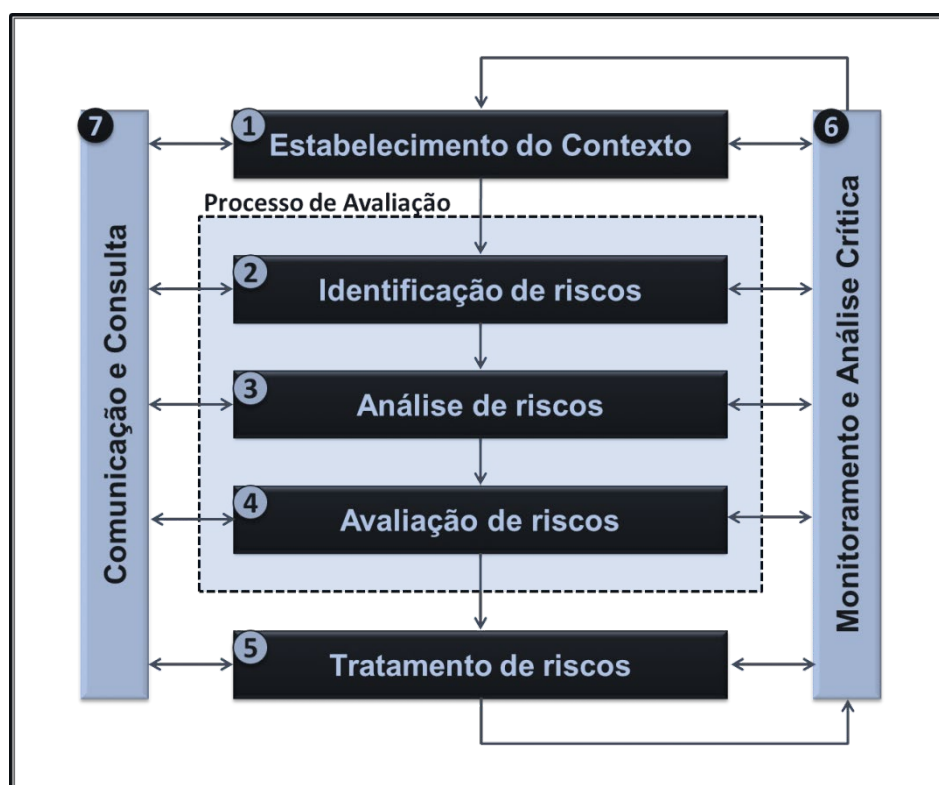 7
1
Estabelecimento do Contexto
6
Processo de Avaliação
2
Identificação de riscos
3
Análise de riscos
4
Avaliação de riscos
5
Tratamento de riscos
Comunicação e Consulta
Monitoramento e Análise Crítica